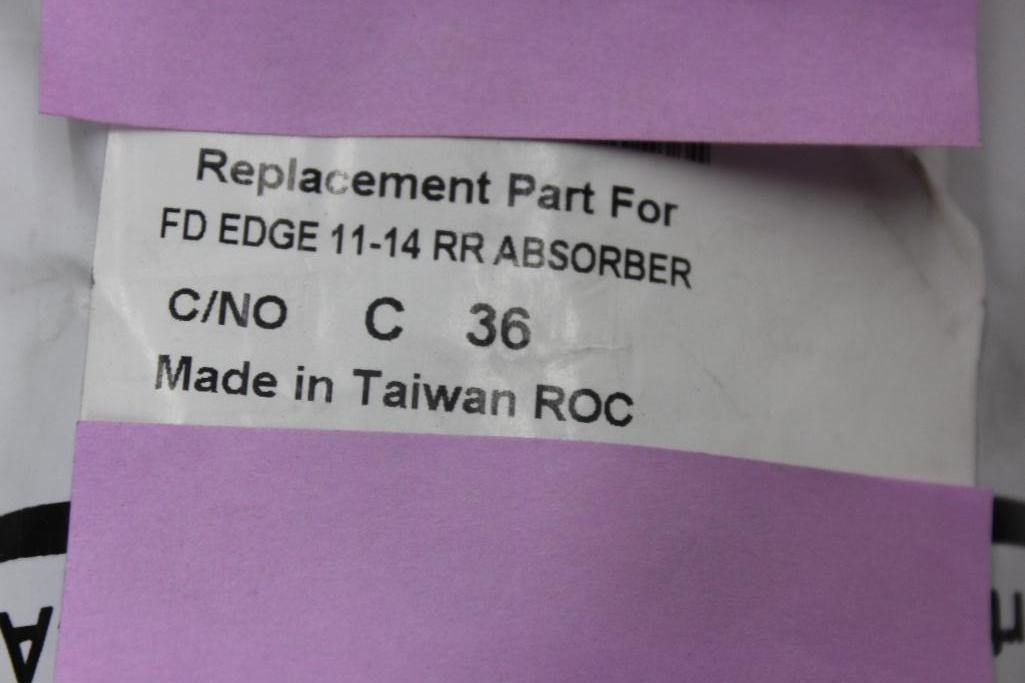 Replacement Part For
FD EDGE 11-14 RR ABSORBER
C/NO C 36
Made in Taiwan ROC